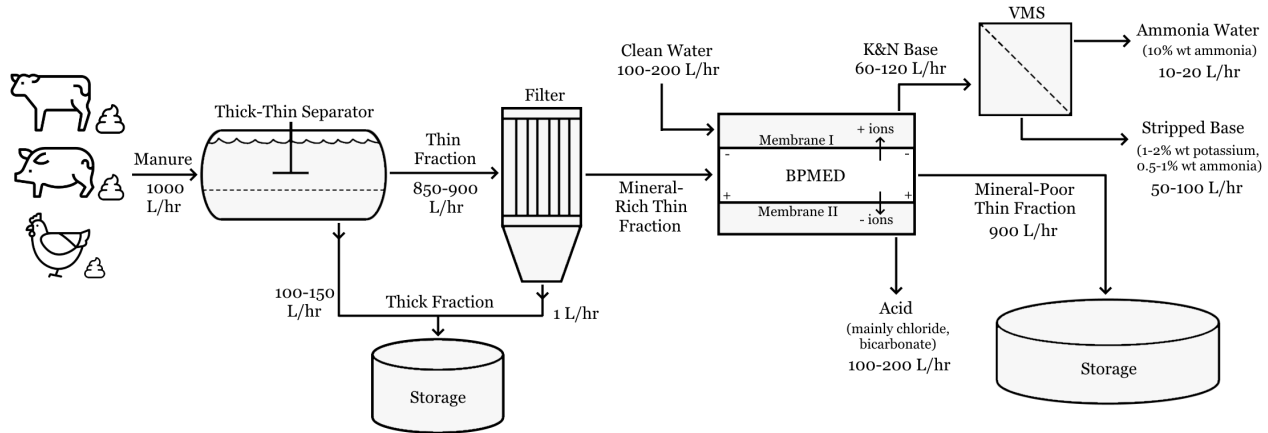 VMS
Ammonia Water
(10% wt ammonia)
10-20 L/hr
Clean Water
100-200 L/hr
K&N Base
60-120 L/hr
Filter
Thick-Thin Separator
Stripped Base
(1-2% wt potassium,
0.5-1% wt ammonia)
50-100 L/hr
Manure
1000
L/hr
Thin
Fraction
850-900
L/hr
Mineral-
Rich Thin
Fraction
Membrane I
+ ions
-
-
BPMED
+
+
Membrane II
- ions
Mineral-Poor
Thin Fraction
900 L/hr
100-150
L/hr
Thick Fraction
1 L/hr
Acid
(mainly chloride,
bicarbonate)
100-200 L/hr
Storage
Storage